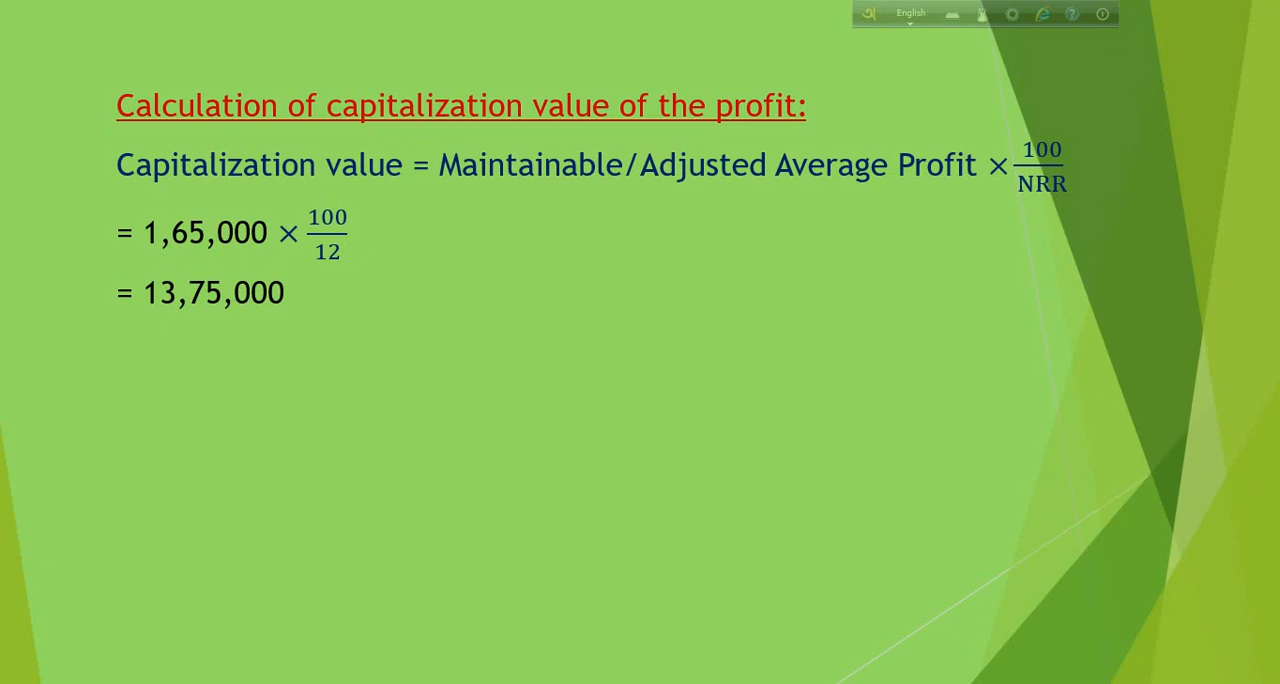 অ English
Calculation of capitalization value of the profit:
Capitalization value = Maintainable/Adjusted Average Profit × 100/NRR
= 1,65,000 × 100/12
= 13,75,000